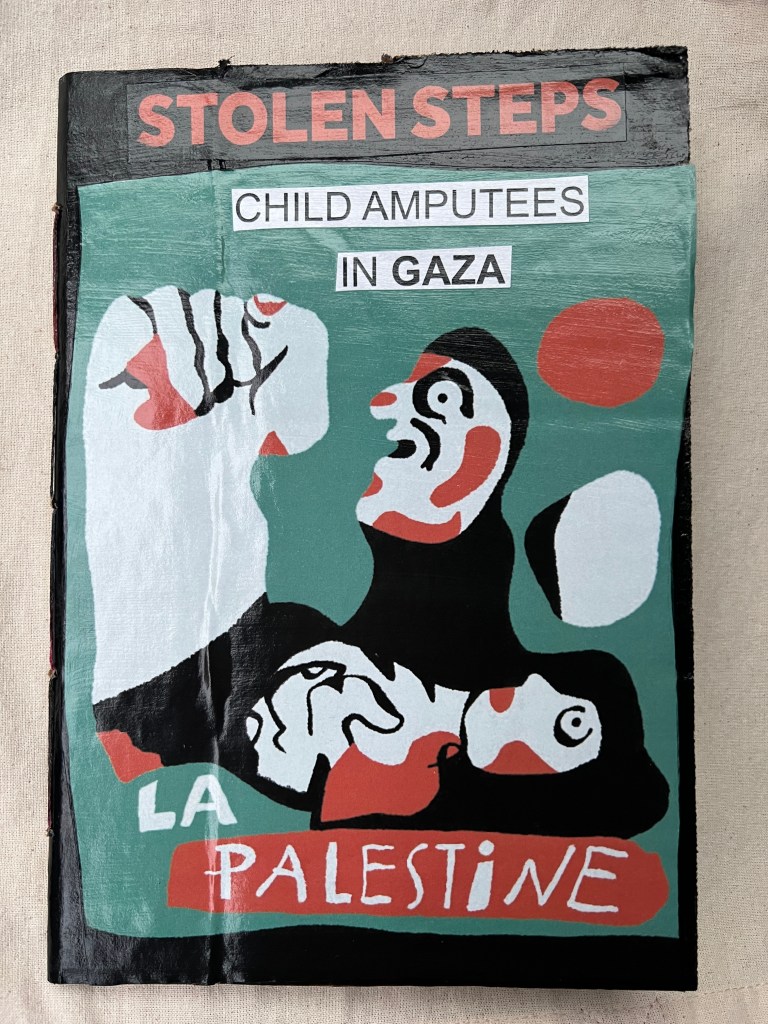 STOLEN STEPS
CHILD AMPUTEES
IN GAZA
LA
PALESTiNE